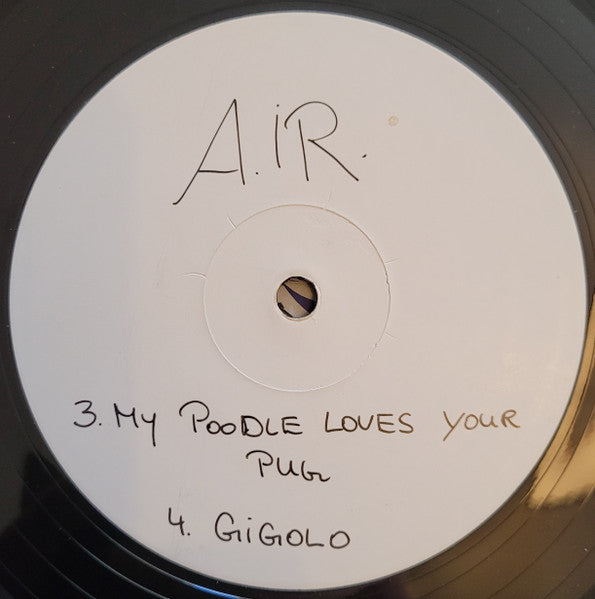 A.iR.
3. My POODLE LOVES YOUR
PUG
4. GiGOLO